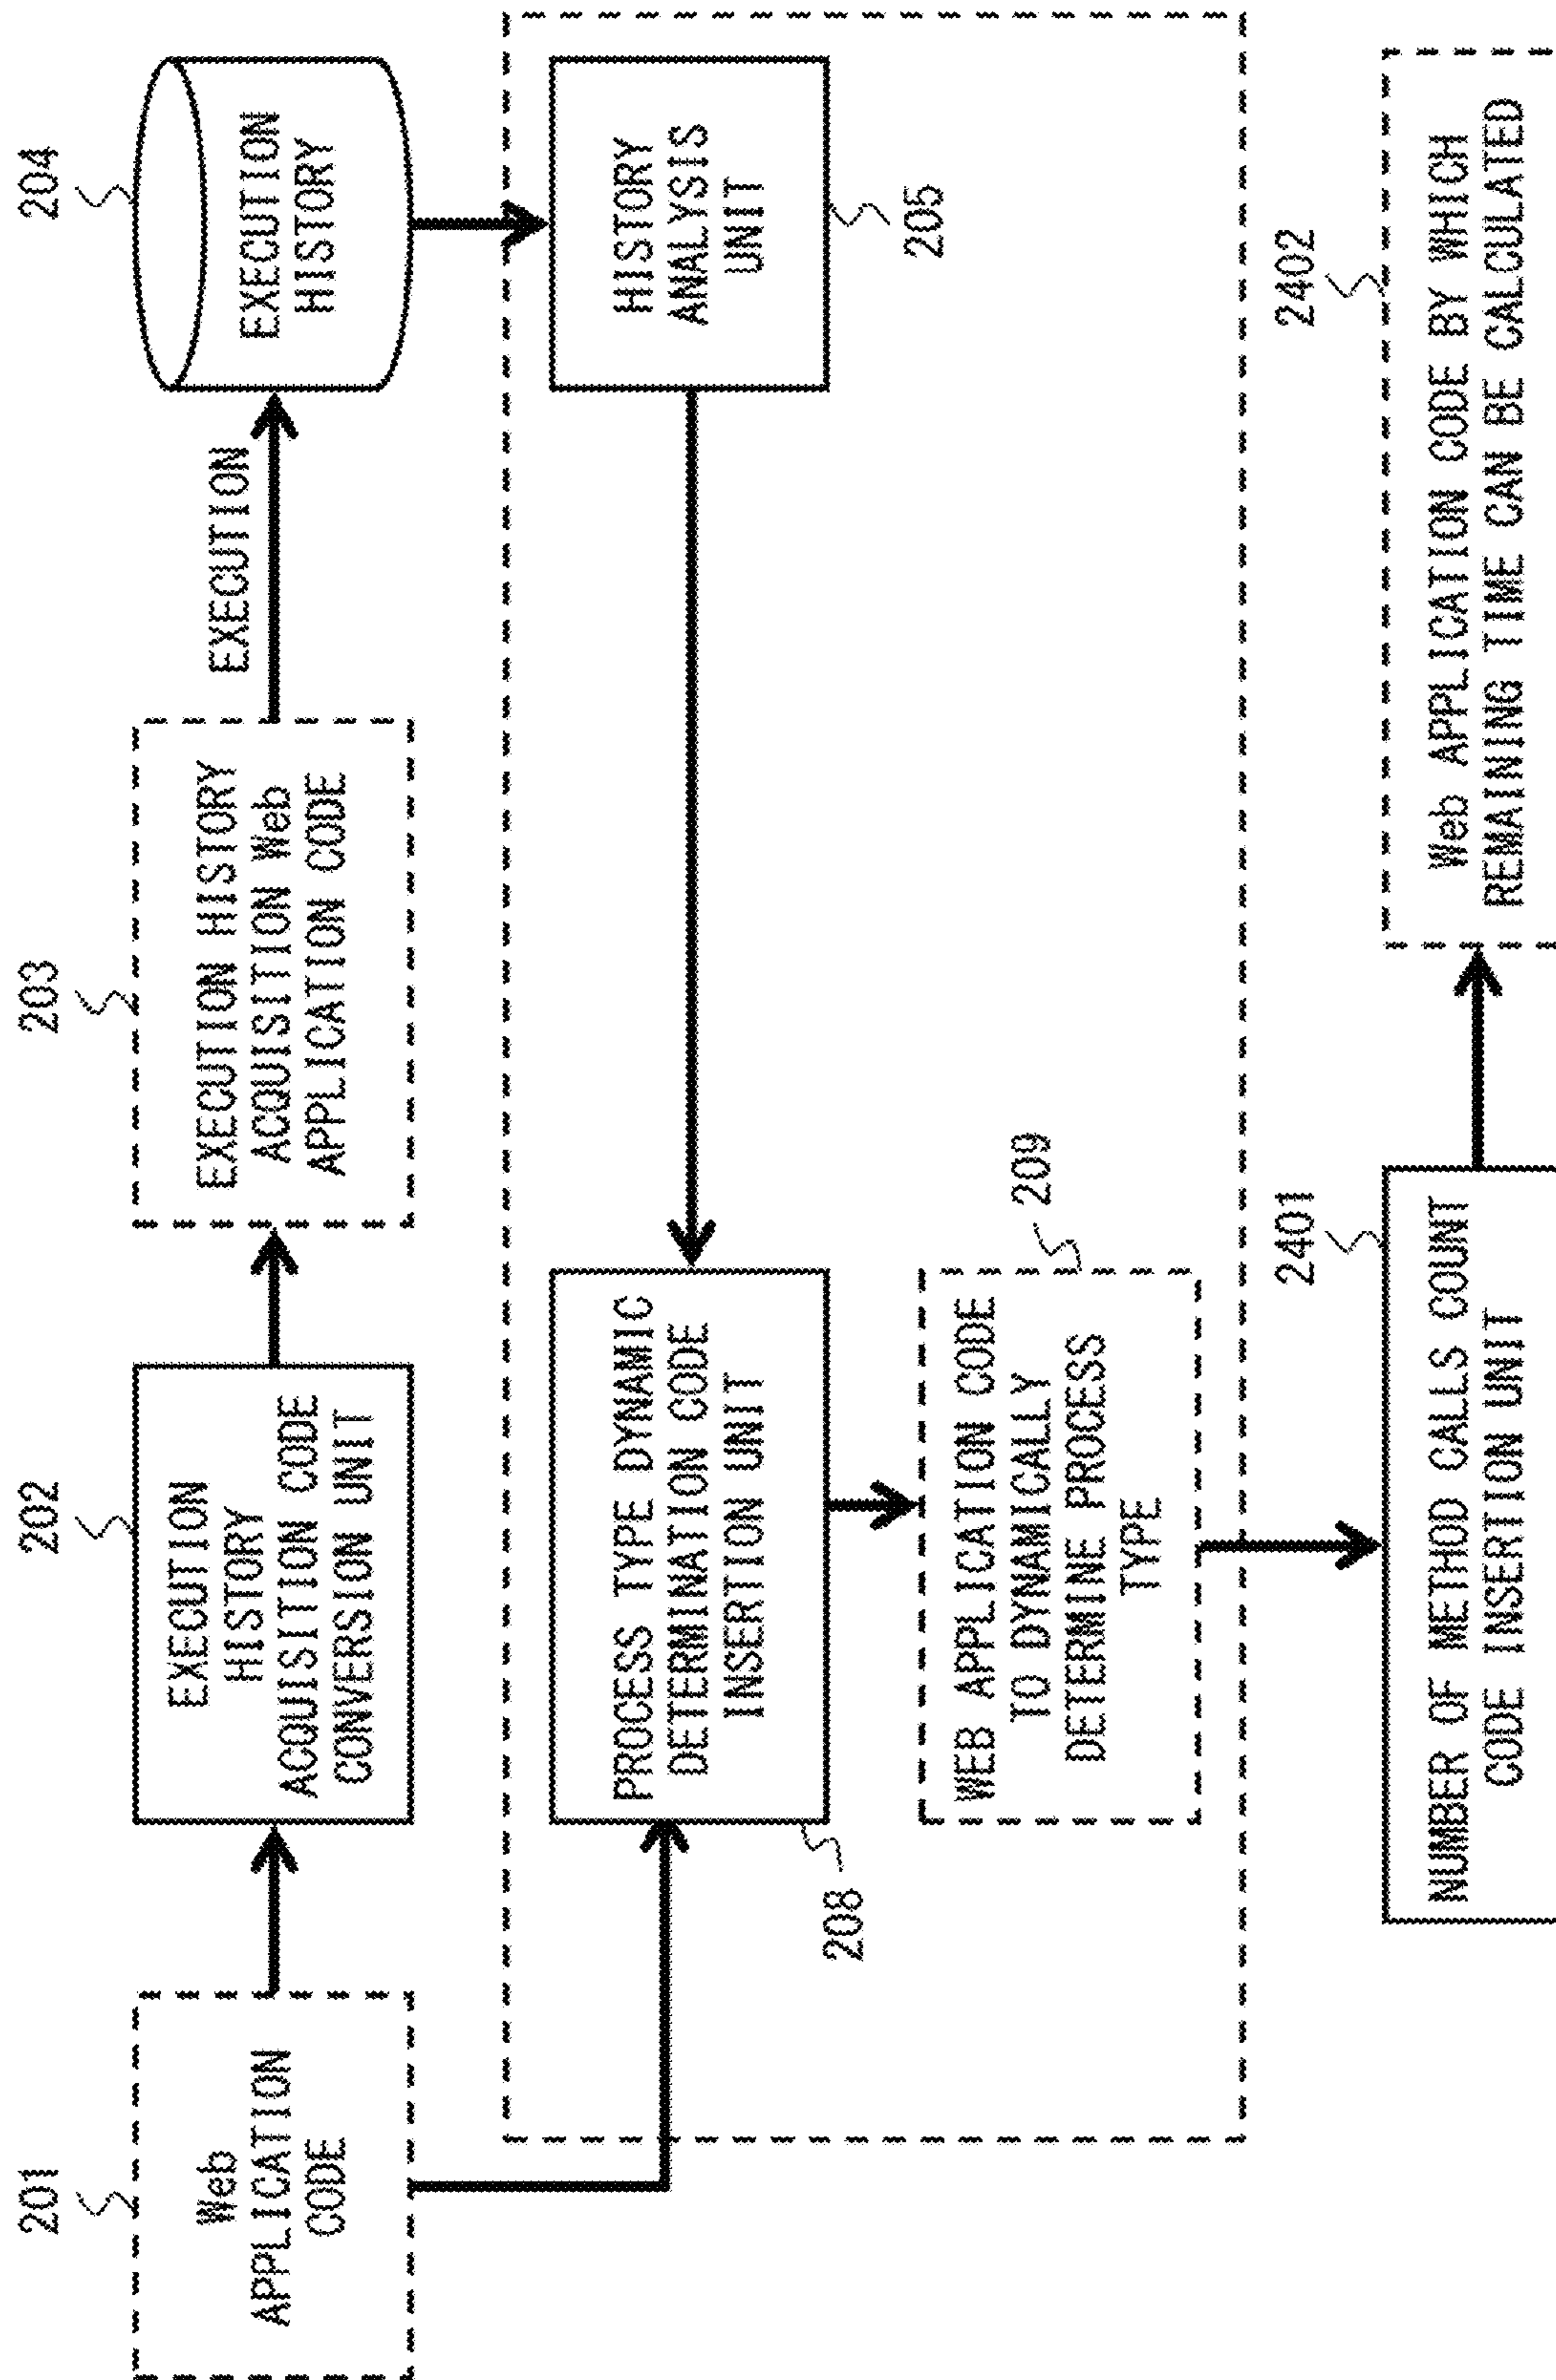 201
Web
APPLICATION
CODE
202
EXECUTION
HISTORY
ACQUISITION CODE
CONVERSION UNIT
203
EXECUTION HISTORY
ACQUISITION Web
APPLICATION CODE
EXECUTION
204
EXECUTION
HISTORY
HISTORY
ANALYSIS
UNIT
205
PROCESS TYPE DYNAMIC
DETERMINATION CODE
INSERTION UNIT
208
WEB APPLICATION CODE
TO DYNAMICALLY
DETERMINE PROCESS
TYPE
209
2401
NUMBER OF METHOD CALLS COUNT
CODE INSERTION UNIT
2402
Web APPLICATION CODE BY WHICH
REMAINING TIME CAN BE CALCULATED